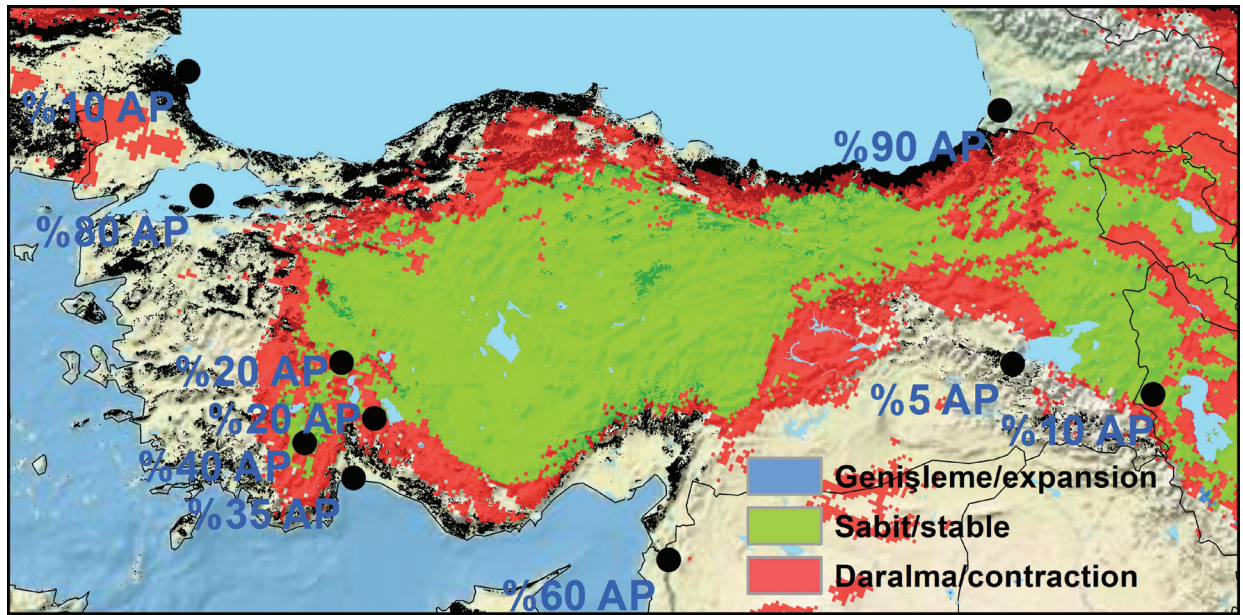 %10 AP
%90 AP
%80 AP
%20 AP
%5 AP
%20 AP
%10 AP
%40 AP
Genişleme/expansion
%35 AP
Sabit/stable
Daralma/contraction
%60 AP